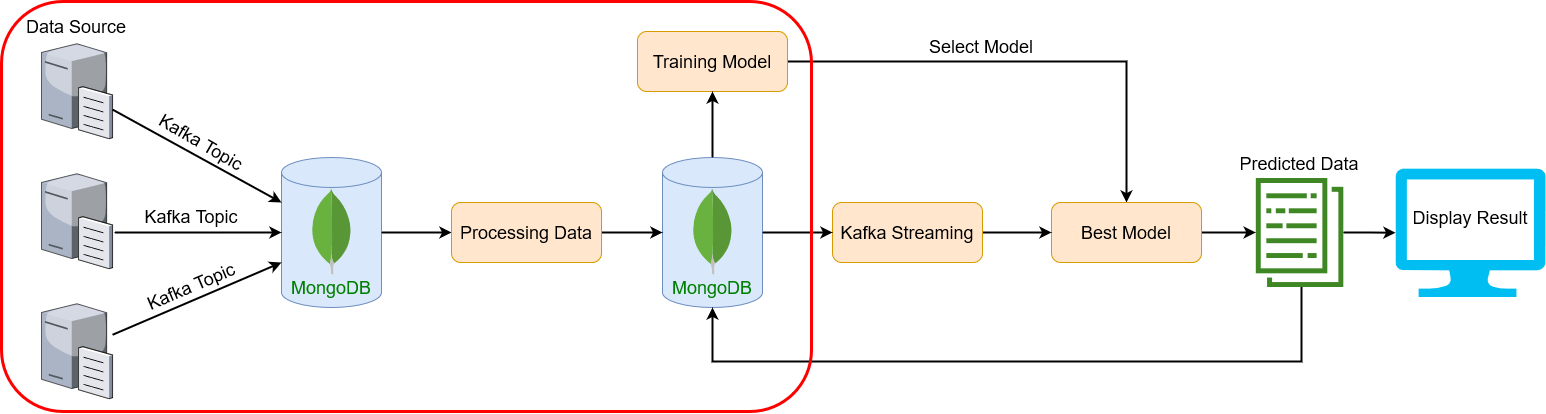 Data Source
Training Model
Select Model
Kafka Topic
Kafka Topic
Kafka Topic
MongoDB
Processing Data
MongoDB
Kafka Streaming
Best Model
Predicted Data
Display Result